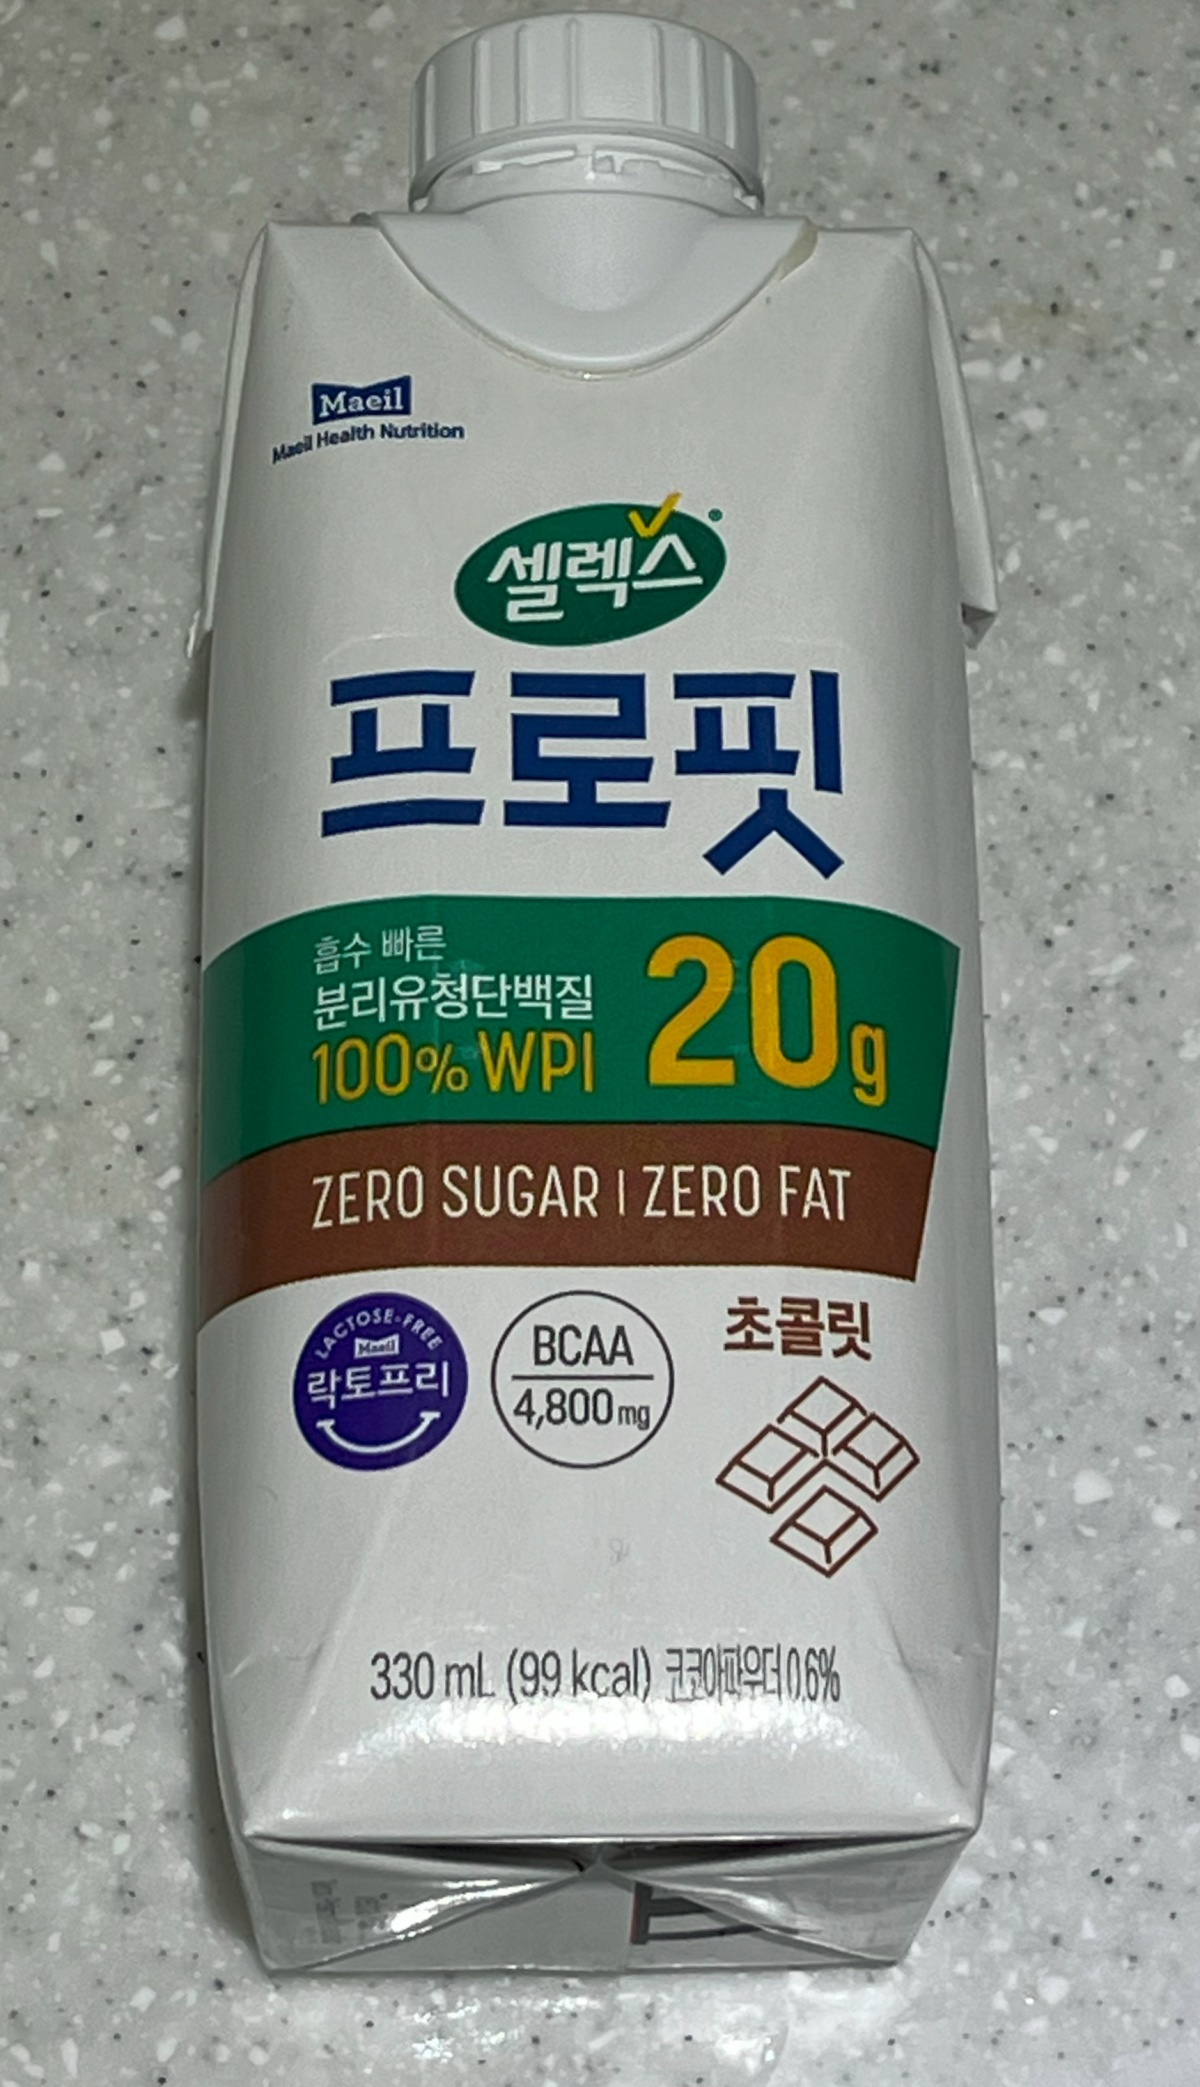 Maeil
Maeil Health Nutrition
셀렉스
프로핏
흡수 빠른
분리유청단백질
100% WPI
20g
ZERO SUGAR | ZERO FAT
LACTOSE-FREE
Maeil
락토프리
BCAA
4,800 mg
초콜릿
330 mL (99 kcal) 코코아파우더 0.6%